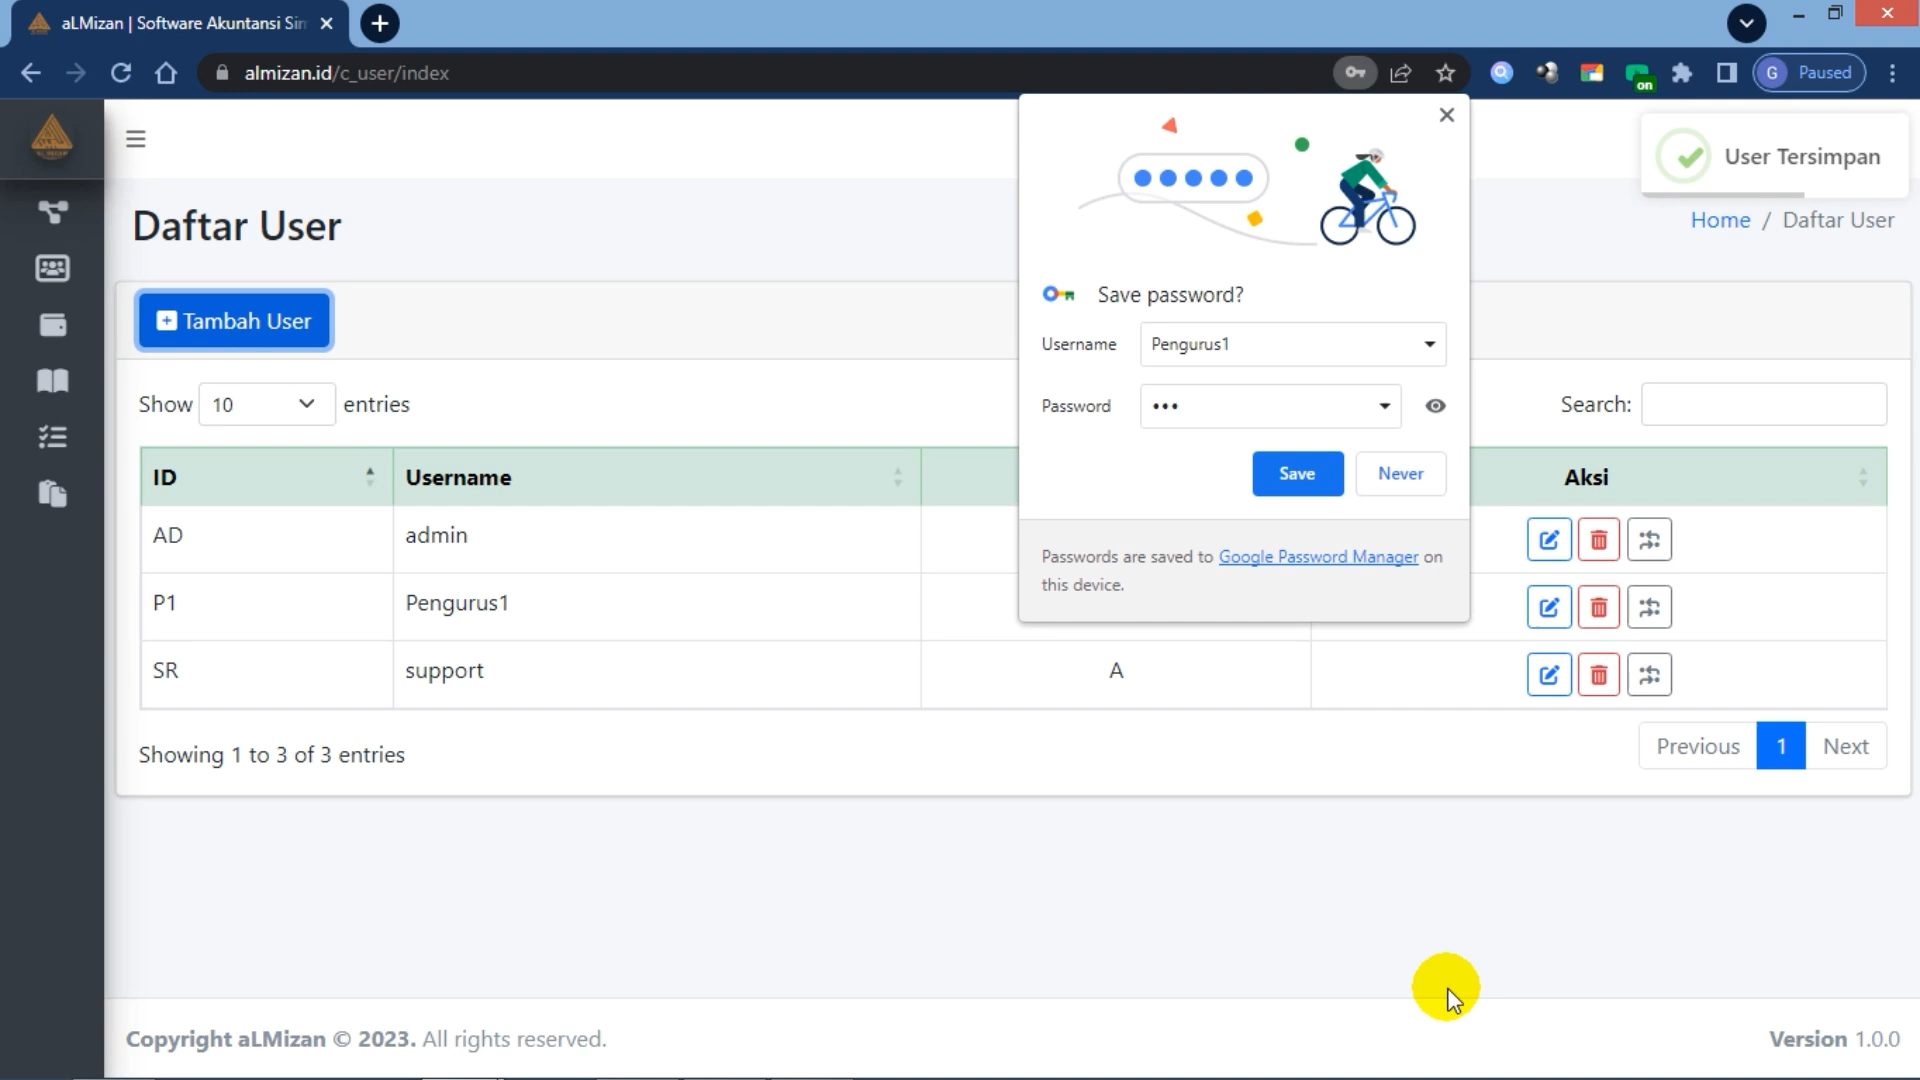 aLMizan | Software Akuntansi Sim
almizan.id/c_user/index
on
G Paused
User Tersimpan
Daftar User
Home / Daftar User
Tambah User
Save password?
Username Pengurus1
Password •••
Save Never
Passwords are saved to Google Password Manager on
this device.
Show 10 entries
Search:
ID Username Aksi
AD admin
P1 Pengurus1
SR support A
Showing 1 to 3 of 3 entries
Previous 1 Next
Copyright aLMizan © 2023. All rights reserved.
Version 1.0.0